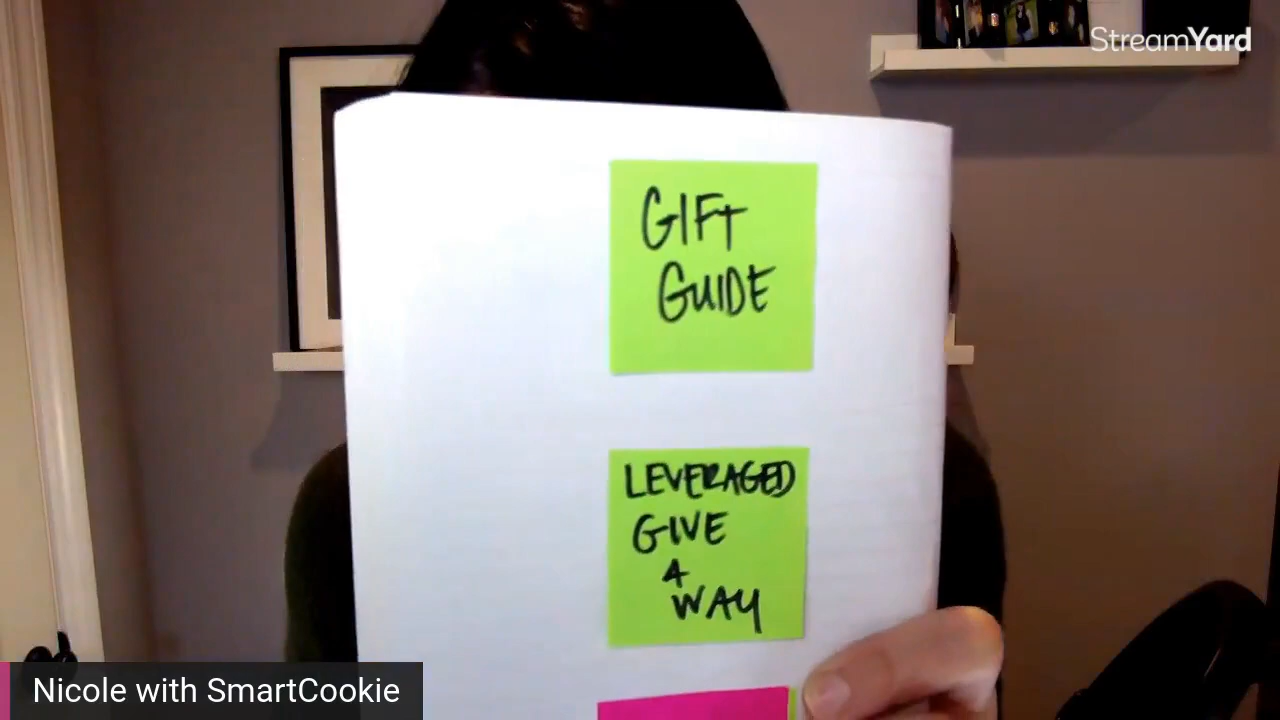 StreamYard
GIFT
GUIDE
LEVERAGED
GIVE
A
WAY
Nicole with SmartCookie